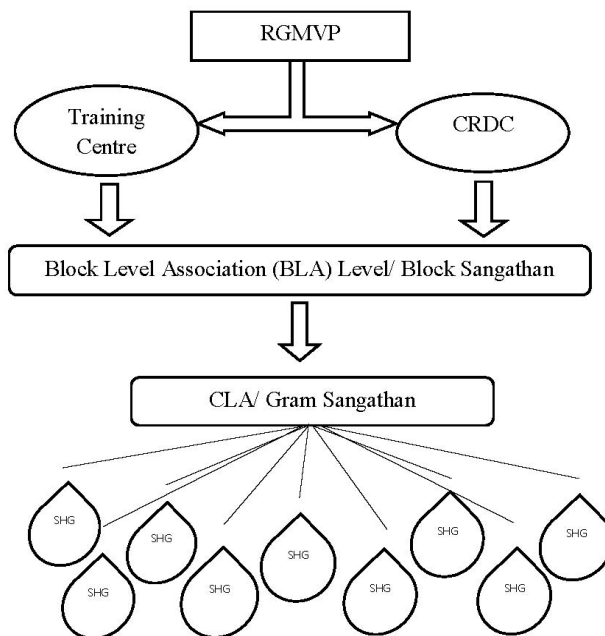 RGMVP
Training
Centre
CRDC
Block Level Association (BLA) Level/ Block Sangathan
CLA/ Gram Sangathan
SHG
SHG
SHG
SHG
SHG
SHG
SHG
SHG
SHG